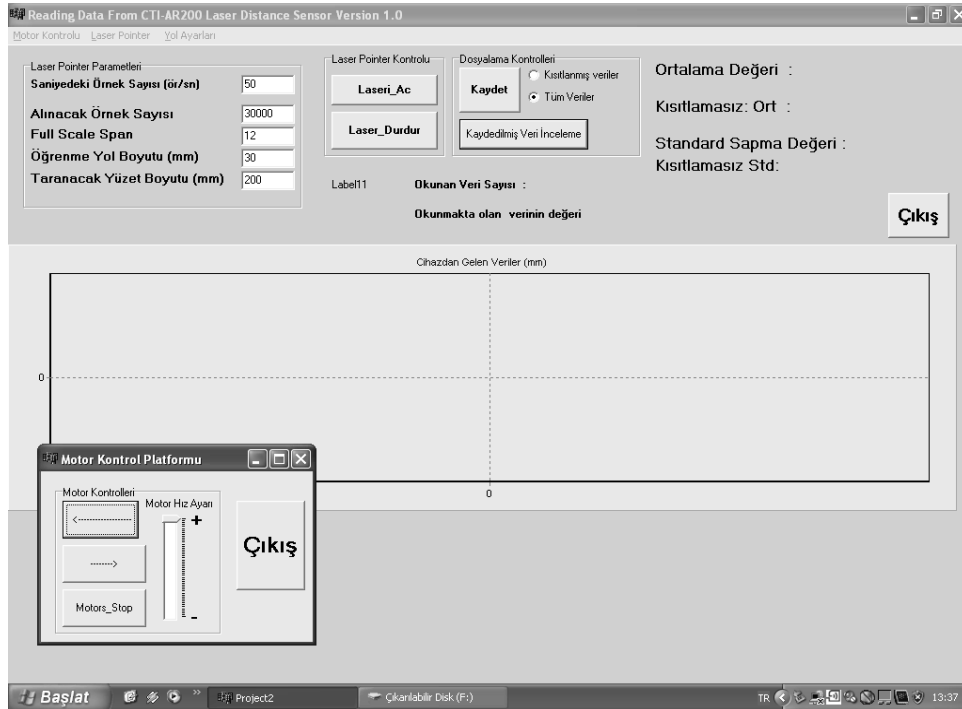 Reading Data From CTI-AR200 Laser Distance Sensor Version 1.0
Motor Kontrolu Laser Pointer Yol Ayarları
Laser Pointer Parametleri
Saniyedeki Örnek Sayısı (ör/sn) 50
Alınacak Örnek Sayısı 30000
Full Scale Span 12
Öğrenme Yol Boyutu (mm) 30
Taranacak Yüzet Boyutu (mm) 200
Laser Pointer Kontrolu
Laseri_Ac
Laser_Durdur
Dosyalama Kontrolleri
Kaydet
Kısıtlanmış veriler
Tüm Veriler
Kaydedilmiş Veri İnceleme
Label11 Okunan Veri Sayısı :
Okunmakta olan verinin değeri
Ortalama Değeri :
Kısıtlamasız: Ort :
Standard Sapma Değeri :
Kısıtlamasız Std:
Çıkış
Cihazdan Gelen Veriler (mm)
0
0
Motor Kontrol Platformu
Motor Kontrolleri
Motor Hız Ayarı
<-----------------
+
-------->
Motors_Stop
-
Çıkış
Başlat
»
Project2
Çıkarılabilir Disk (F:)
TR
13:37